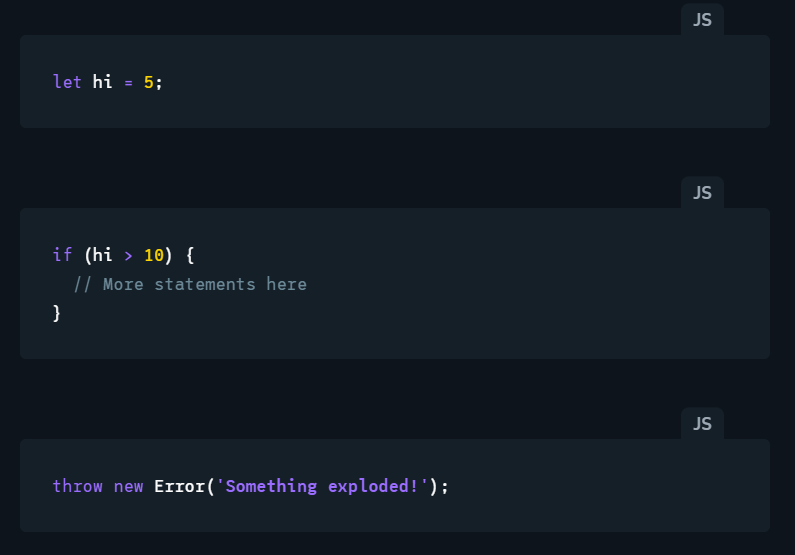 JS
let hi = 5;
JS
if (hi > 10) {
  // More statements here
}
JS
throw new Error('Something exploded!');